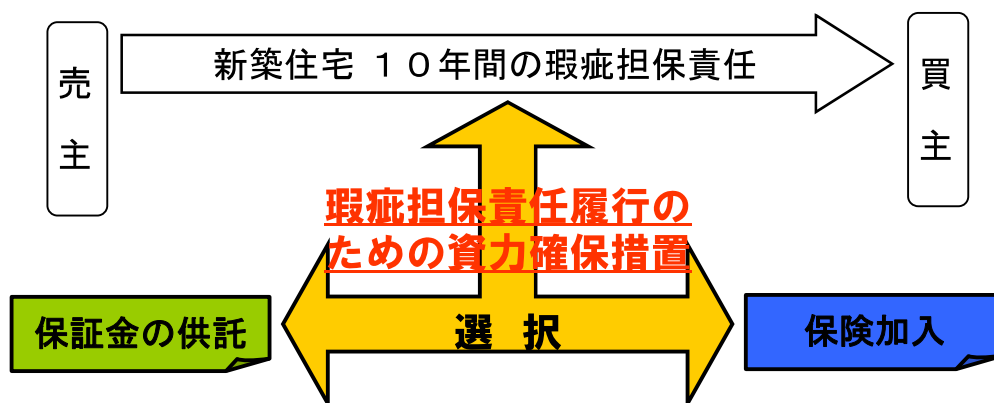 売主
新築住宅 １０年間の瑕疵担保責任
買主
瑕疵担保責任履行の
ための資力確保措置
保証金の供託
選 択
保険加入